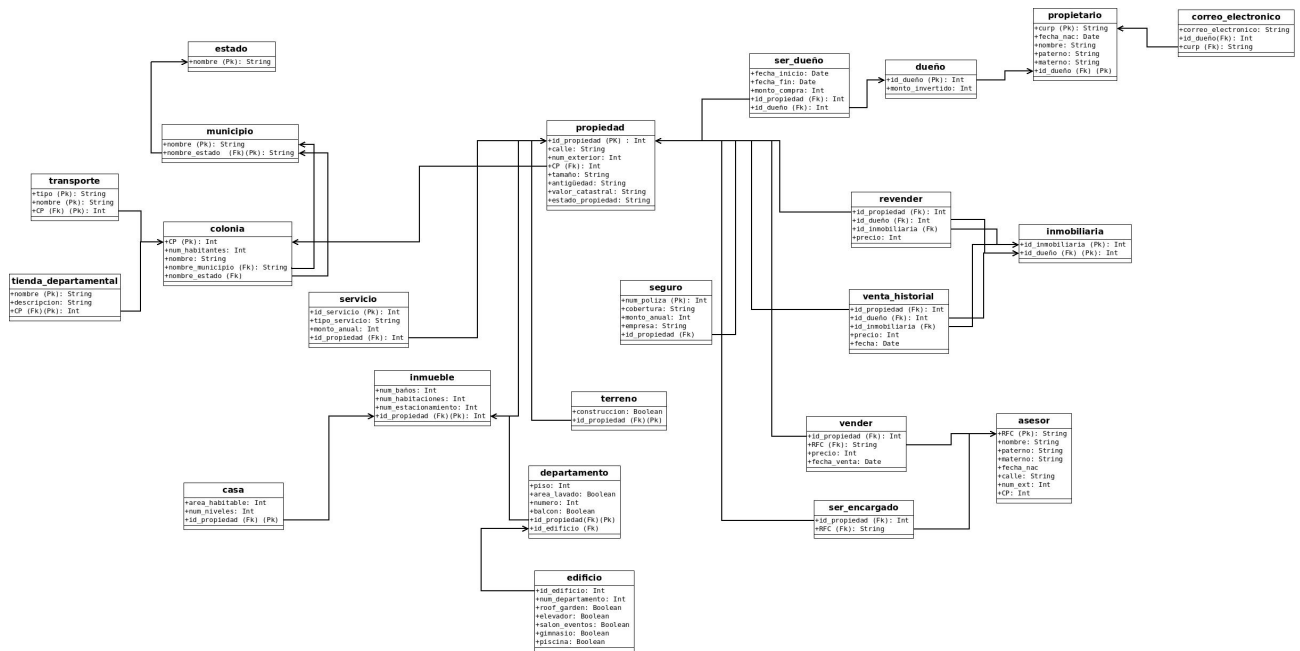 propietario
+curp (Pk): String
+fecha_nac: Date
+nombre: String
+paterno: String
+materno: String
+id_dueño (Fk) (Pk)
correo_electronico
+correo_electronico: String
+id_dueño(Fk): Int
+curp (Fk): String
estado
+nombre (Pk): String
ser_dueño
+fecha_inicio: Date
+fecha_fin: Date
+monto_compra: Int
+id_propiedad (Fk): Int
+id_dueño (Fk): Int
dueño
+id_dueño (Pk): Int
+monto_invertido: Int
municipio
+nombre (Pk): String
+nombre_estado (Fk)(Pk): String
propiedad
+id_propiedad (PK) : Int
+calle: String
+num_exterior: Int
+CP (Fk): Int
+tamaño: String
+antigüedad: String
+valor_catastral: String
+estado_propiedad: String
transporte
+tipo (Pk): String
+nombre (Pk): String
+CP (Fk) (Pk): Int
colonia
+CP (Pk): Int
+num_habitantes: Int
+nombre: String
+nombre_municipio (Fk): String
+nombre_estado (Fk)
revender
+id_propiedad (Fk): Int
+id_dueño (Fk): Int
+id_inmobiliaria (Fk)
+precio: Int
inmobiliaria
+id_inmobiliaria (Pk): Int
+id_dueño (Fk) (Pk): Int
tienda_departamental
+nombre (Pk): String
+descripcion: String
+CP (Fk)(Pk): Int
servicio
+id_servicio (Pk): Int
+tipo_servicio: String
+monto_anual: Int
+id_propiedad (Fk): Int
seguro
+num_poliza (Pk): Int
+cobertura: String
+monto_anual: Int
+empresa: String
+id_propiedad (Fk)
venta_historial
+id_propiedad (Fk): Int
+id_dueño (Fk): Int
+id_inmobiliaria (Fk)
+precio: Int
+fecha: Date
inmueble
+num_baños: Int
+num_habitaciones: Int
+num_estacionamiento: Int
+id_propiedad (Fk)(Pk): Int
terreno
+construccion: Boolean
+id_propiedad (Fk)(Pk)
vender
+id_propiedad (Fk): Int
+RFC (Fk): String
+precio: Int
+fecha_venta: Date
asesor
+RFC (Pk): String
+nombre: String
+paterno: String
+materno: String
+fecha_nac
+calle: String
+num_ext: Int
+CP: Int
casa
+area_habitable: Int
+num_niveles: Int
+id_propiedad (Fk) (Pk)
departamento
+piso: Int
+area_lavado: Boolean
+numero: Int
+balcon: Boolean
+id_propiedad(Fk)(Pk)
+id_edificio (Fk)
ser_encargado
+id_propiedad (Fk): Int
+RFC (Fk): String
edificio
+id_edificio: Int
+num_departamento: Int
+roof_garden: Boolean
+elevador: Boolean
+salon_eventos: Boolean
+gimnasio: Boolean
+piscina: Boolean